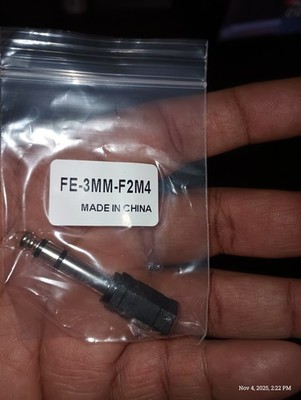 FE-3MM-F2M4
MADE IN CHINA
Nov 4, 2025, 2:22 PM